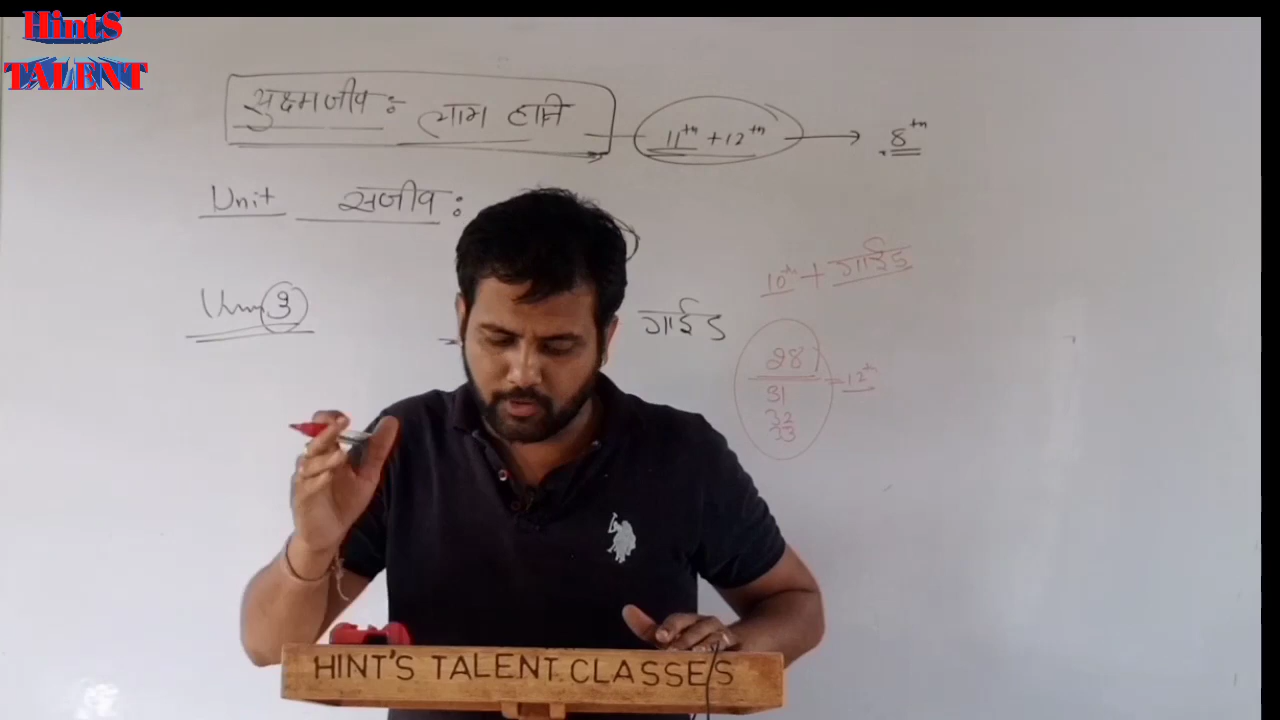 HintS
TALENT
सुक्ष्मजीव : लाभ हानि 11th + 12th → 8th
Unit सजीव :
10th + गाईड
3 गाईड
28
31 = 12th
32
33
HINT'S TALENT CLASSES